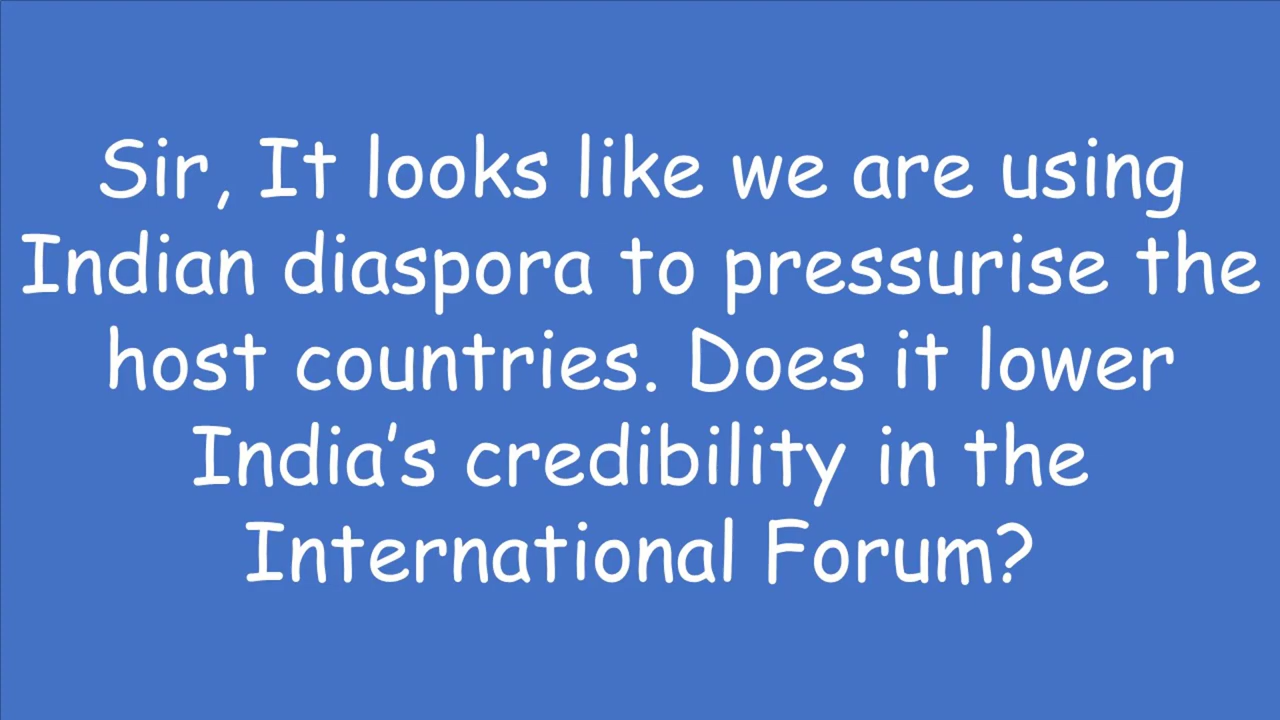 Sir, It looks like we are using
Indian diaspora to pressurise the
host countries. Does it lower
India’s credibility in the
International Forum?